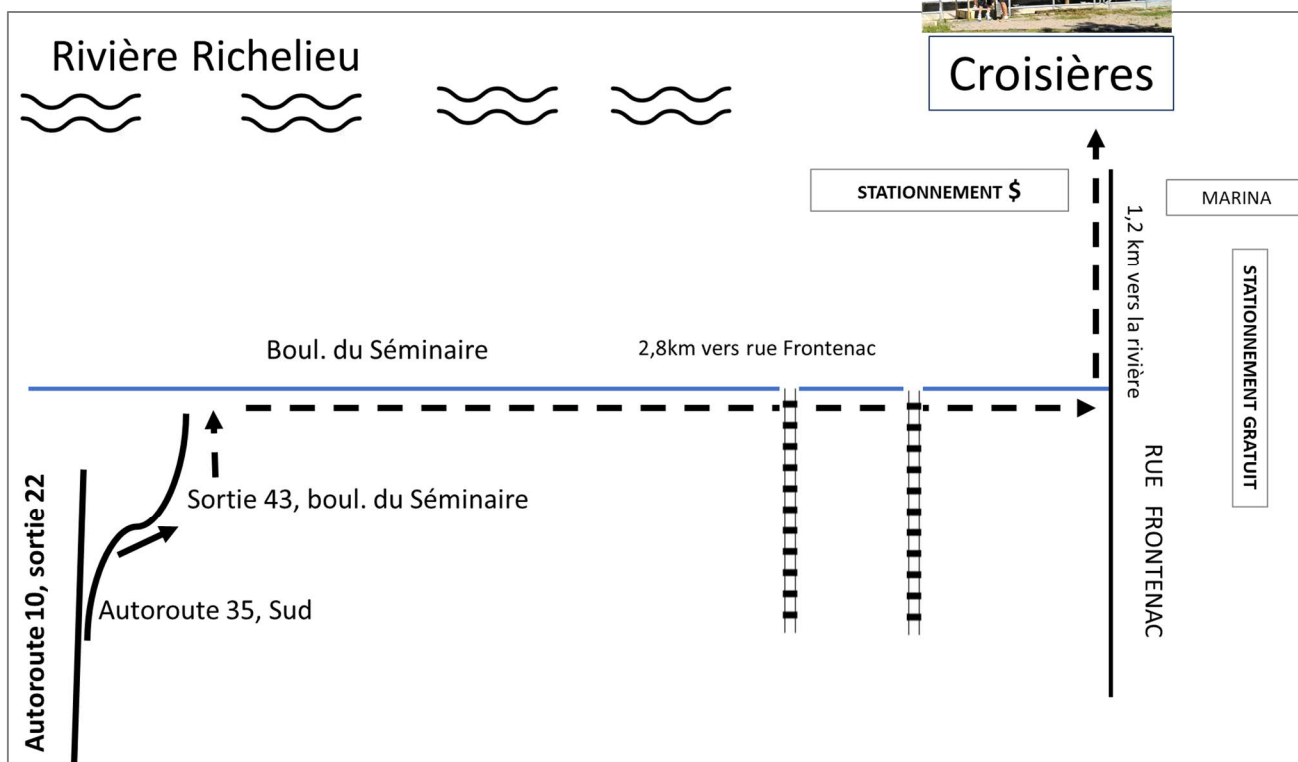 Rivière Richelieu
Croisières
STATIONNEMENT $
MARINA
1,2 km vers la rivière
STATIONNEMENT GRATUIT
Boul. du Séminaire
2,8km vers rue Frontenac
RUE FRONTENAC
Sortie 43, boul. du Séminaire
Autoroute 10, sortie 22
Autoroute 35, Sud